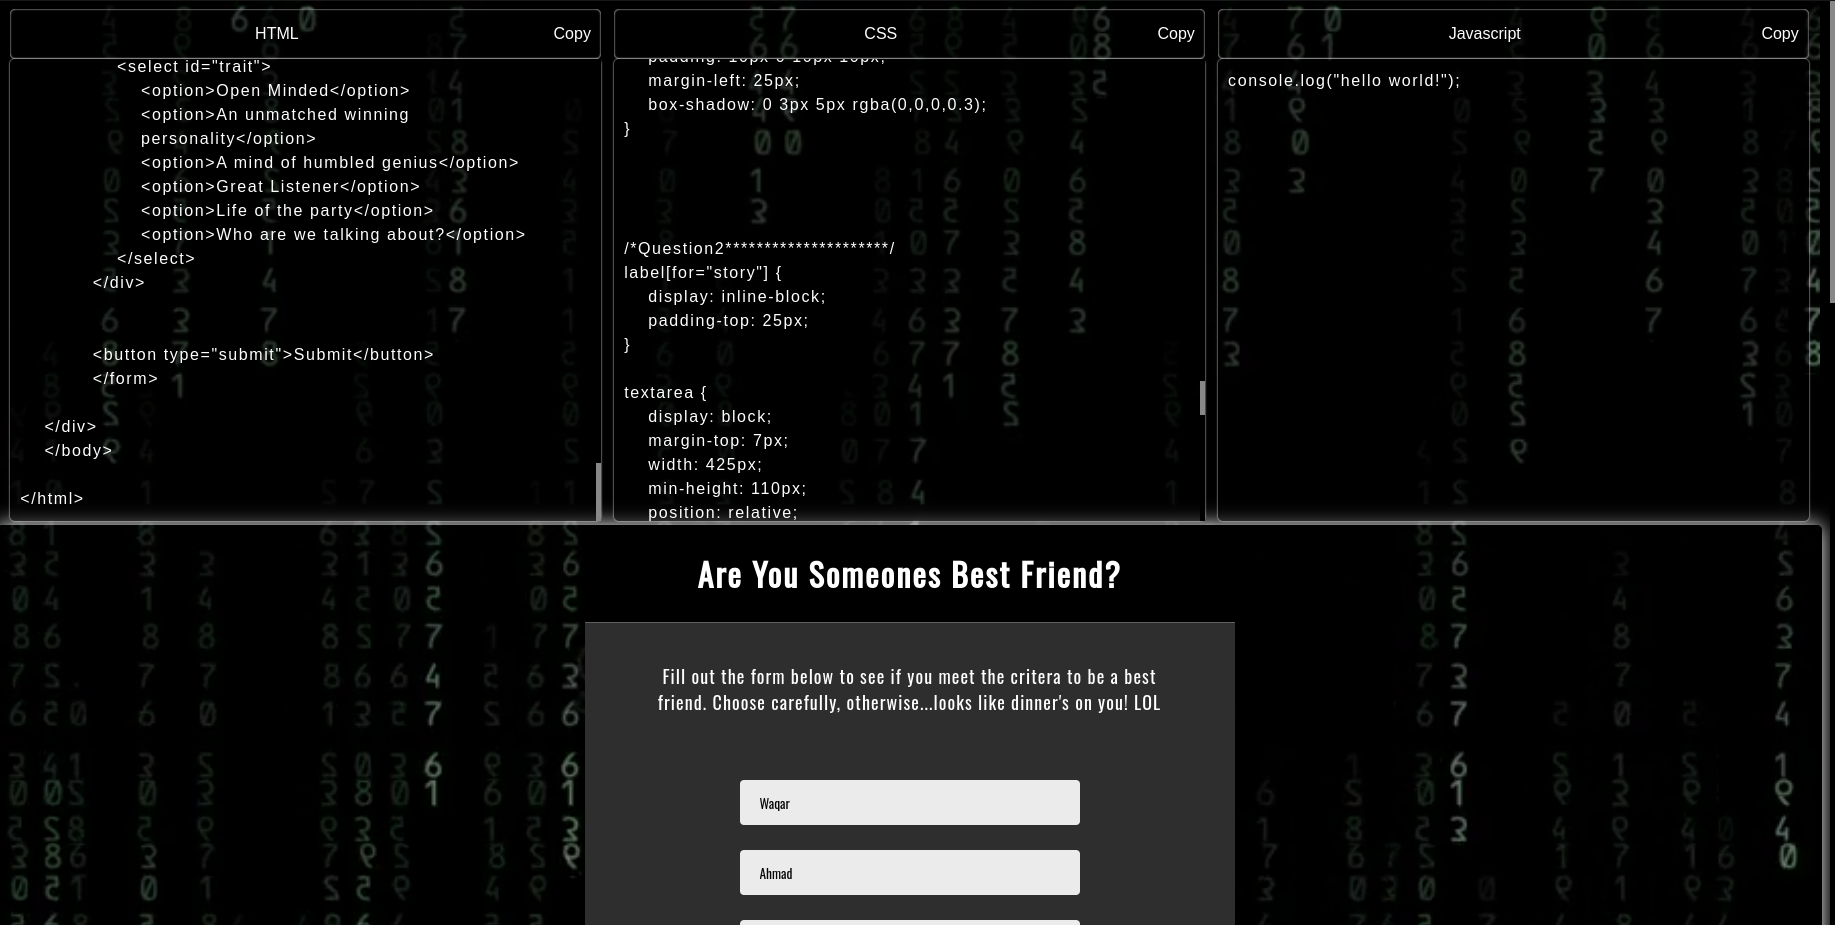 HTML
Copy
<select id="trait">
<option>Open Minded</option>
<option>An unmatched winning
personality</option>
<option>A mind of humbled genius</option>
<option>Great Listener</option>
<option>Life of the party</option>
<option>Who are we talking about?</option>
</select>
</div>
<button type="submit">Submit</button>
</form>
</div>
</body>
</html>
CSS
Copy
padding: 10px 0 10px 10px;
margin-left: 25px;
box-shadow: 0 3px 5px rgba(0,0,0,0.3);
}
/*Question2*********************/
label[for="story"] {
display: inline-block;
padding-top: 25px;
}
textarea {
display: block;
margin-top: 7px;
width: 425px;
min-height: 110px;
position: relative;
Javascript
Copy
console.log("hello world!");
Are You Someones Best Friend?
Fill out the form below to see if you meet the critera to be a best
friend. Choose carefully, otherwise...looks like dinner's on you! LOL
Waqar
Ahmad